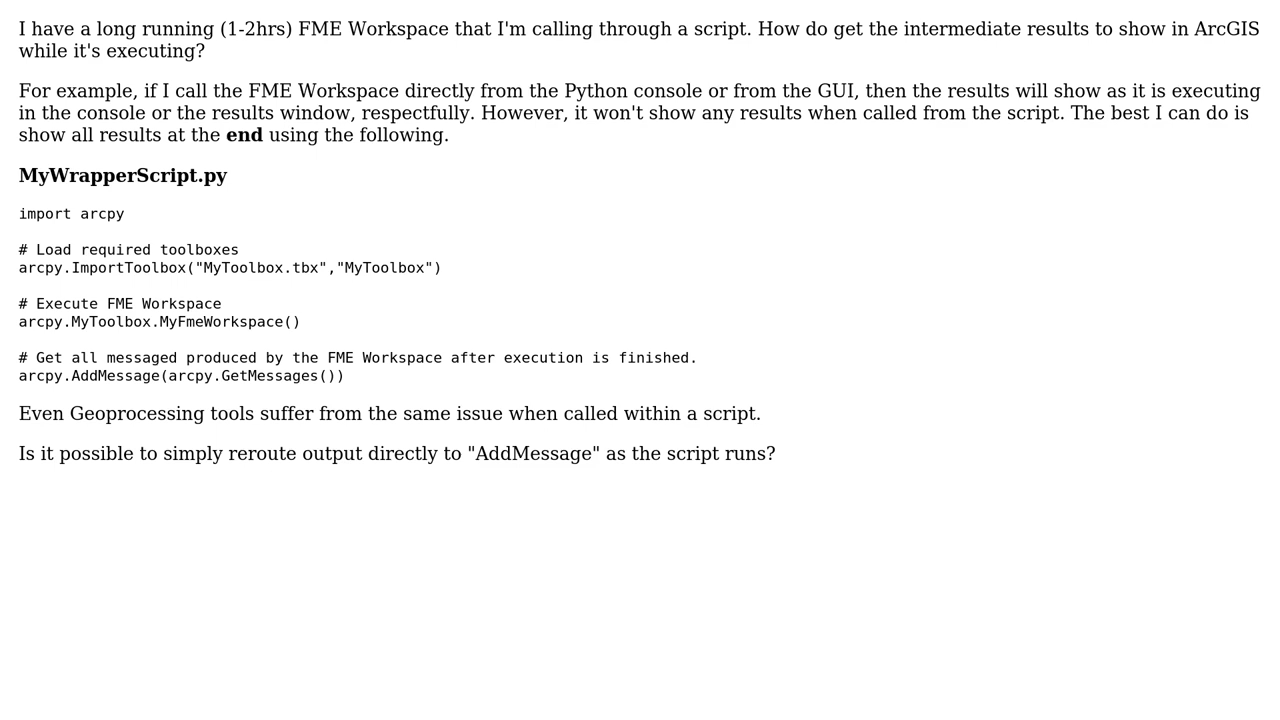 I have a long running (1-2hrs) FME Workspace that I'm calling through a script. How do get the intermediate results to show in ArcGIS
while it's executing?
For example, if I call the FME Workspace directly from the Python console or from the GUI, then the results will show as it is executing
in the console or the results window, respectfully. However, it won't show any results when called from the script. The best I can do is
show all results at the end using the following.
MyWrapperScript.py
import arcpy
# Load required toolboxes
arcpy.ImportToolbox("MyToolbox.tbx","MyToolbox")
# Execute FME Workspace
arcpy.MyToolbox.MyFmeWorkspace()
# Get all messaged produced by the FME Workspace after execution is finished.
arcpy.AddMessage(arcpy.GetMessages())
Even Geoprocessing tools suffer from the same issue when called within a script.
Is it possible to simply reroute output directly to "AddMessage" as the script runs?